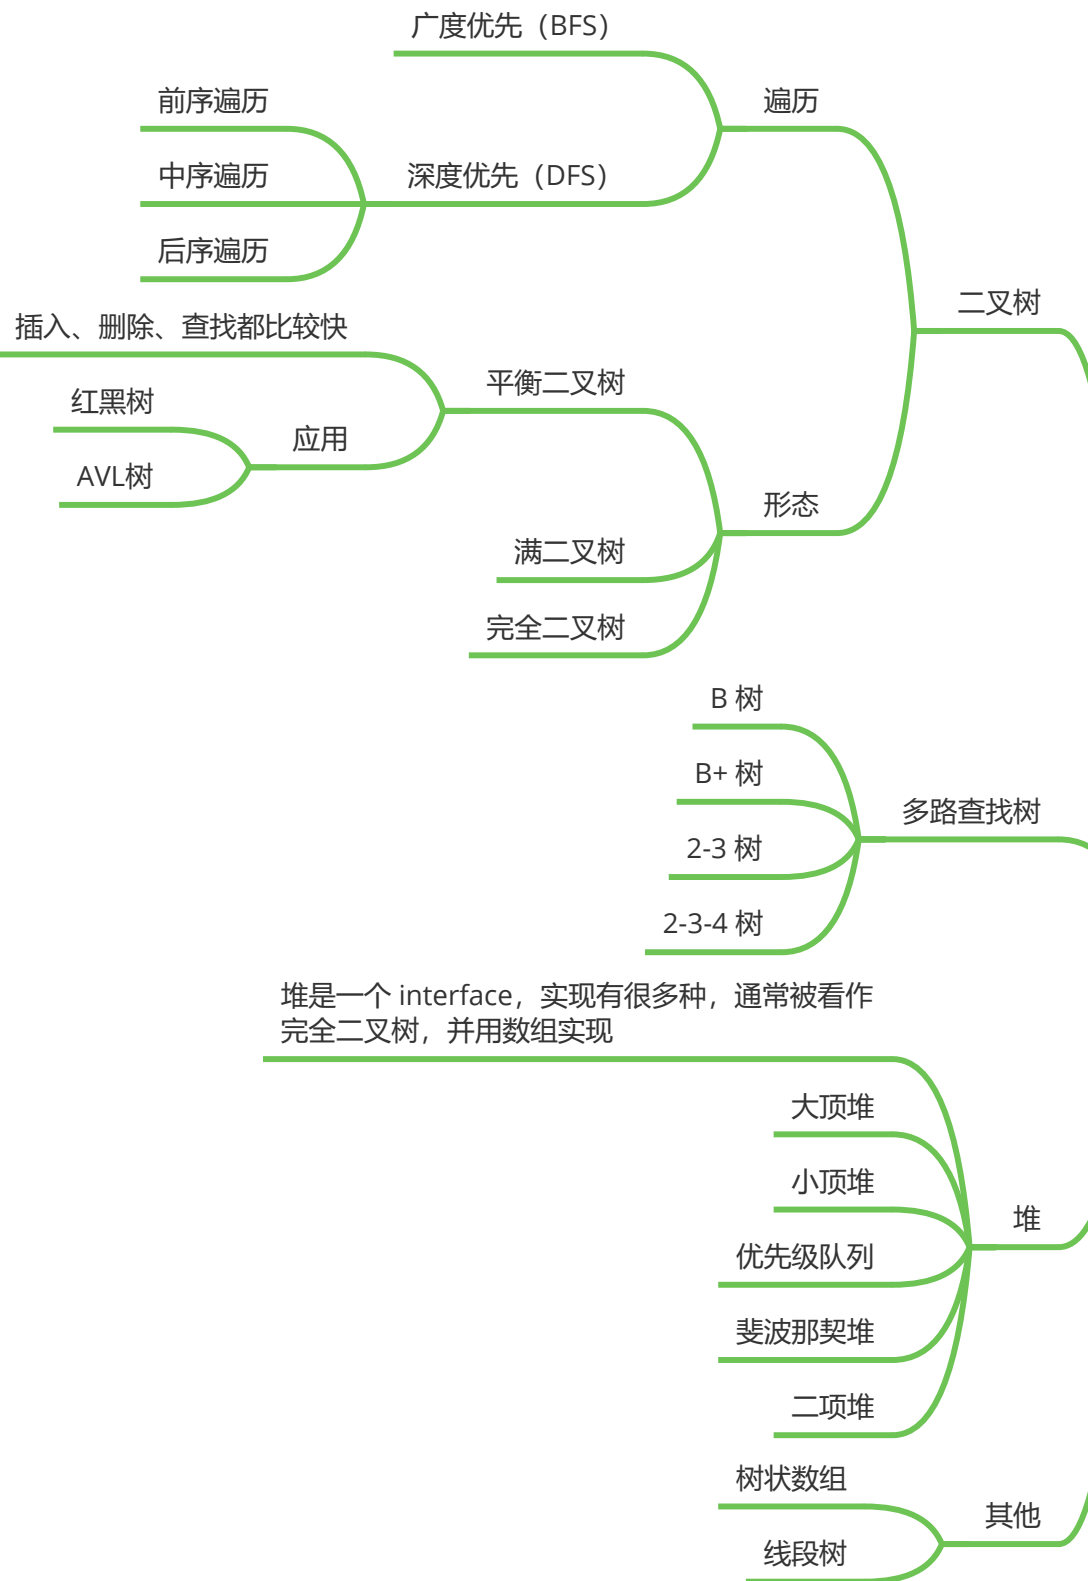 广度优先（BFS）
遍历
前序遍历
中序遍历
深度优先（DFS）
后序遍历
二叉树
插入、删除、查找都比较快
平衡二叉树
红黑树
应用
AVL树
形态
满二叉树
完全二叉树
B 树
B+ 树
多路查找树
2-3 树
2-3-4 树
堆是一个 interface，实现有很多种，通常被看作
完全二叉树，并用数组实现
大顶堆
小顶堆
堆
优先级队列
斐波那契堆
二项堆
树状数组
其他
线段树